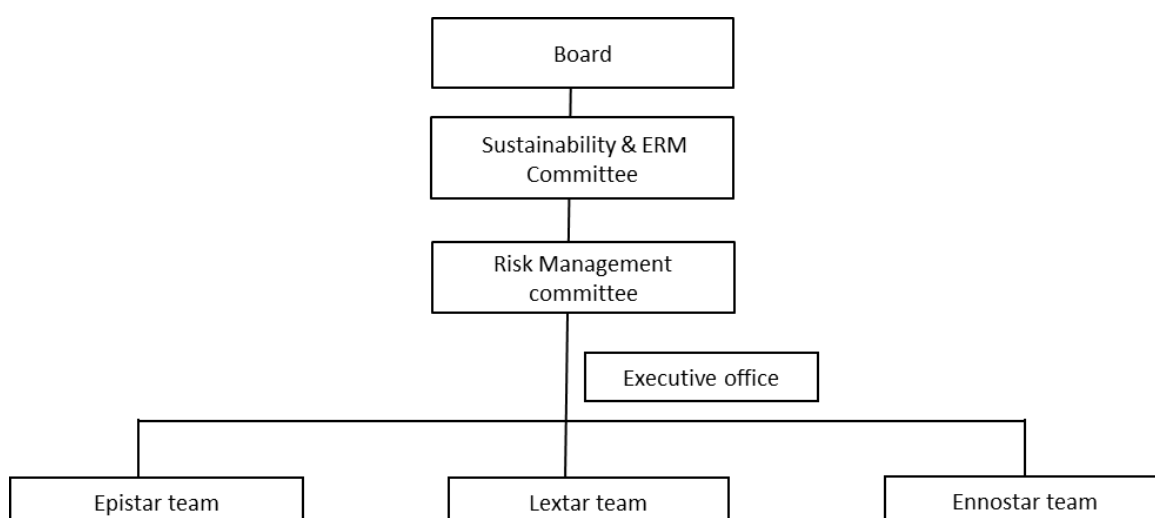 Board
Sustainability & ERM
Committee
Risk Management
committee
Executive office
Epistar team
Lextar team
Ennostar team